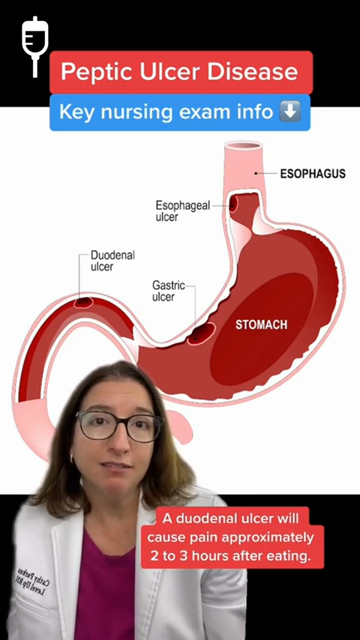 Peptic Ulcer Disease
Key nursing exam info ⬇️
ESOPHAGUS
Esophageal
ulcer
Duodenal
ulcer
Gastric
ulcer
STOMACH
A duodenal ulcer will
cause pain approximately
2 to 3 hours after eating.